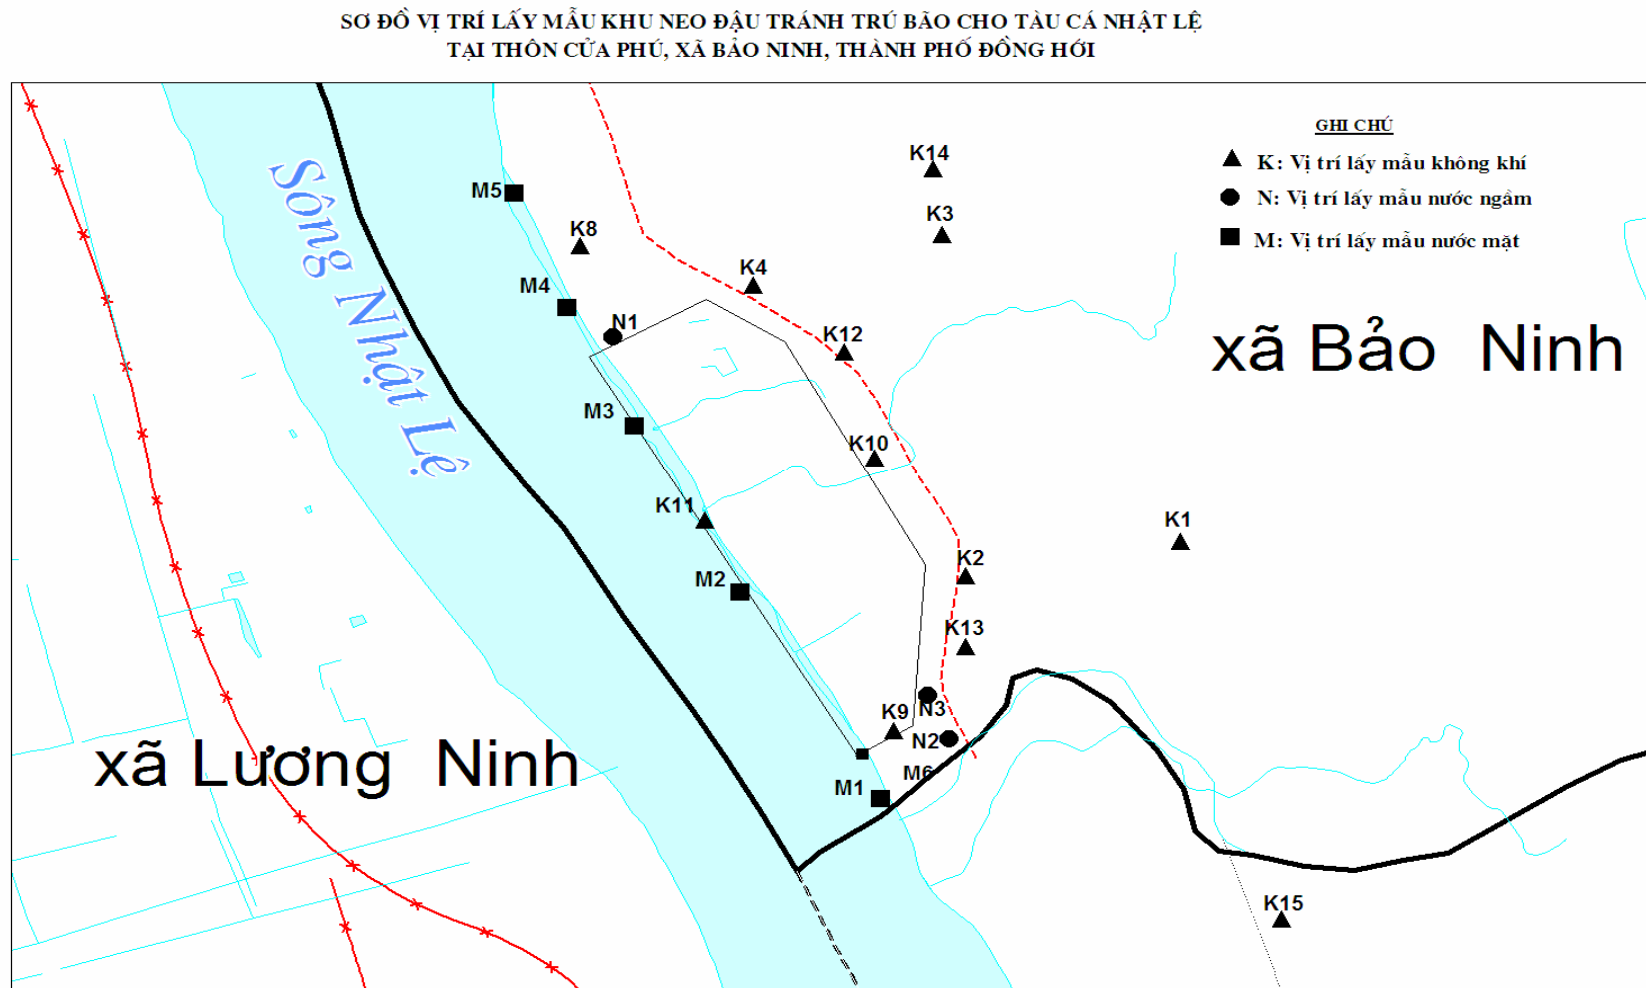 SƠ ĐỒ VỊ TRÍ LẤY MẪU KHU NEO ĐẬU TRÁNH TRÚ BÃO CHO TÀU CÁ NHẬT LỆ
TẠI THÔN CỬA PHÚ, XÃ BẢO NINH, THÀNH PHỐ ĐỒNG HỚI
GHI CHÚ
K: Vị trí lấy mẫu không khí
N: Vị trí lấy mẫu nước ngầm
M: Vị trí lấy mẫu nước mặt
K14
M5
K3
K8
Sông Nhật Lệ
K4
M4
N1
K12
xã Bảo Ninh
M3
K10
K11
K1
K2
M2
K13
N3
K9
N2
xã Lương Ninh
M6
M1
K15